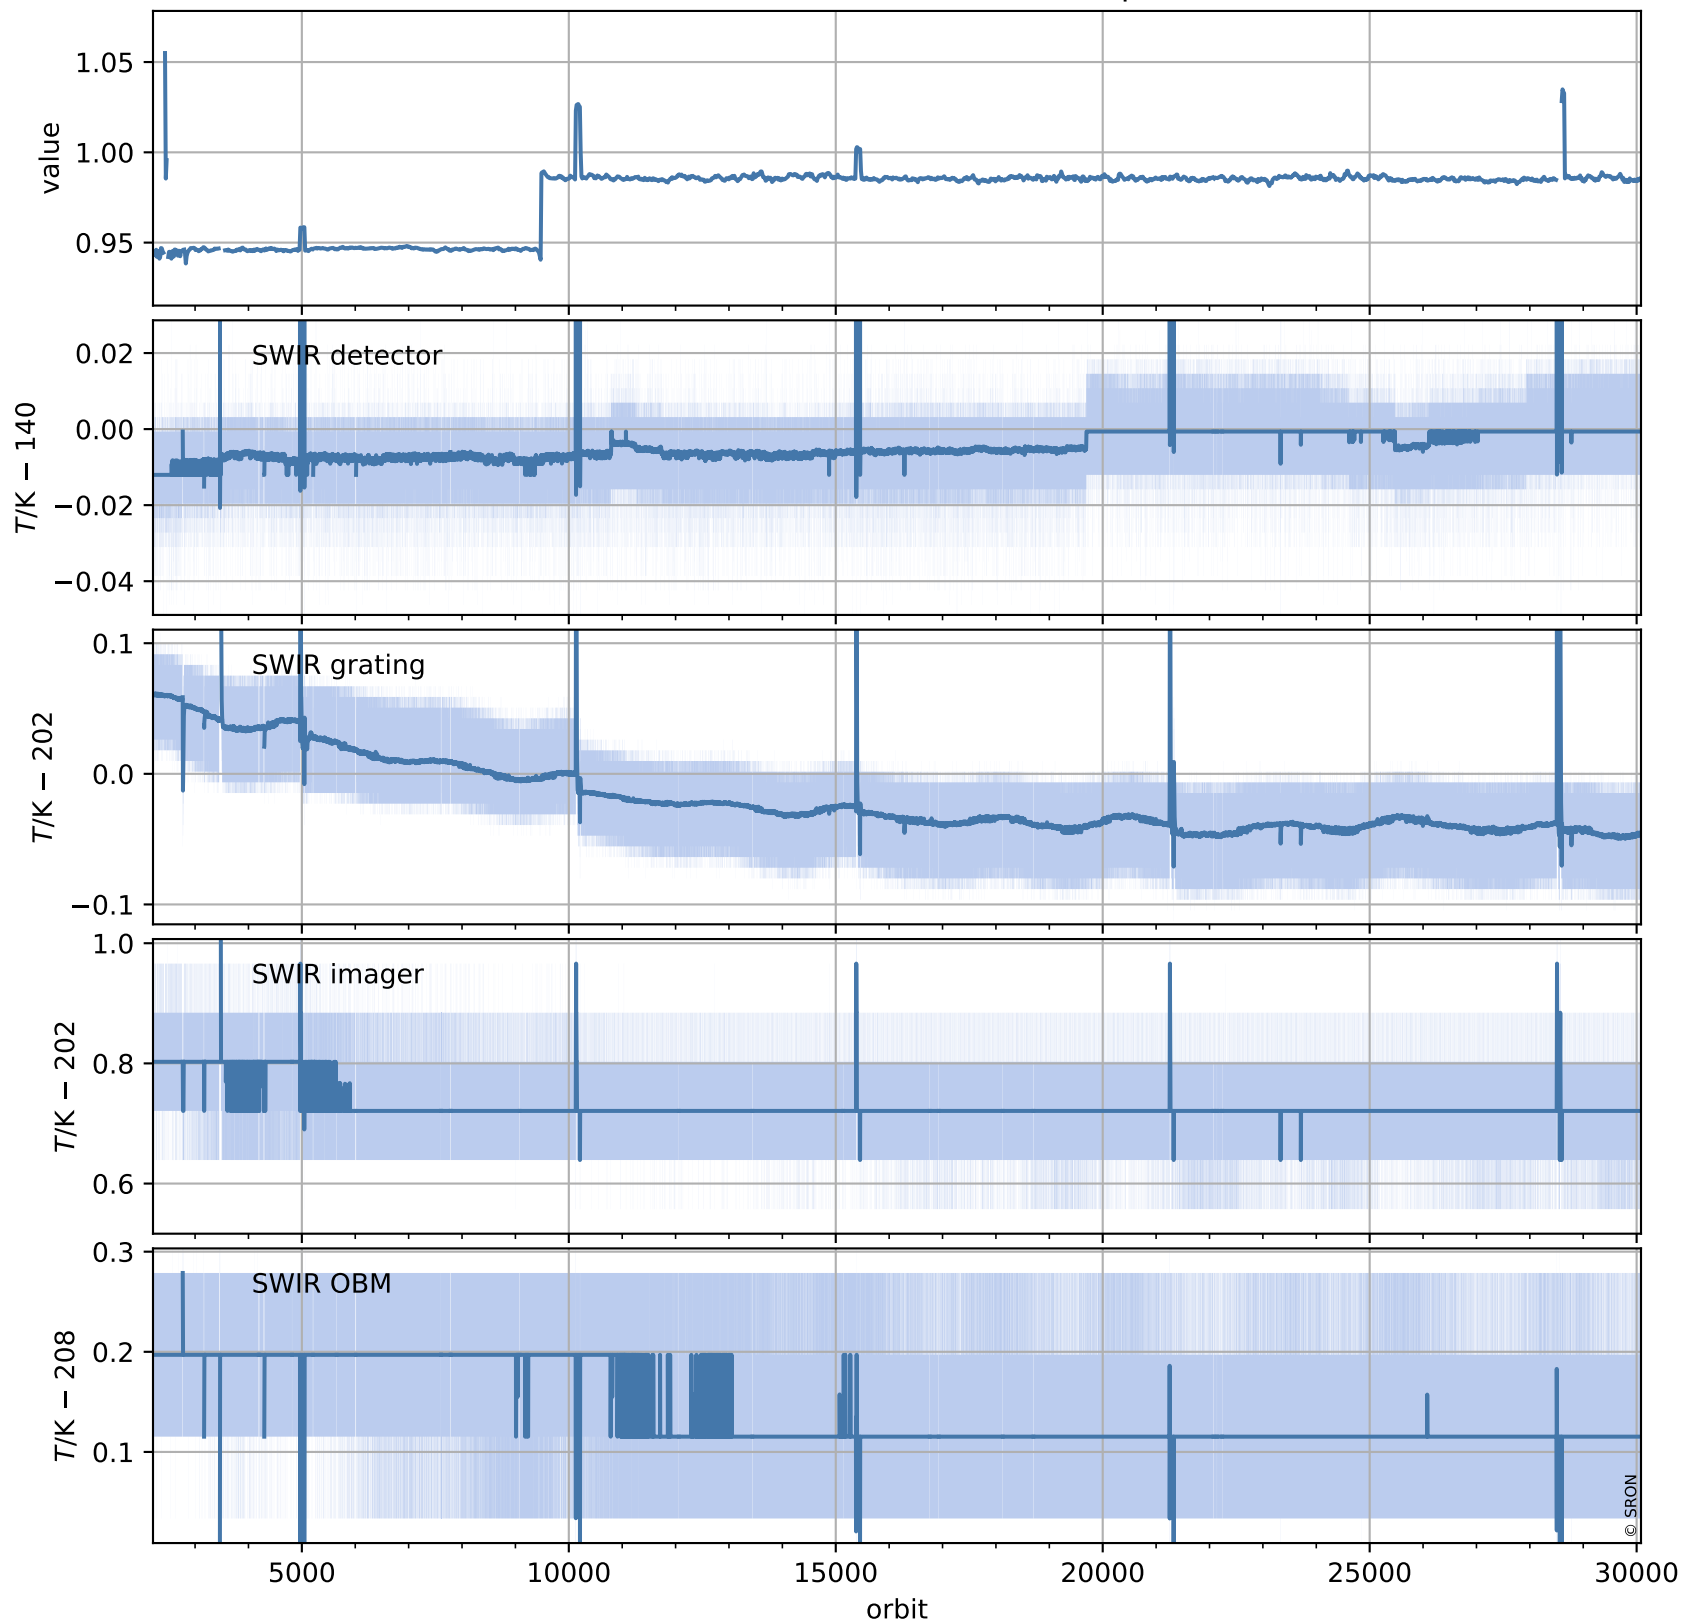 1.05
1.00
0.95
value
SWIR detector
0.02
0.00
−0.02
−0.04
T/K − 140
SWIR grating
0.1
0.0
−0.1
T/K − 202
SWIR imager
1.0
0.8
0.6
T/K − 202
SWIR OBM
0.3
0.2
0.1
T/K − 208
© SRON
5000 10000 15000 20000 25000 30000
orbit